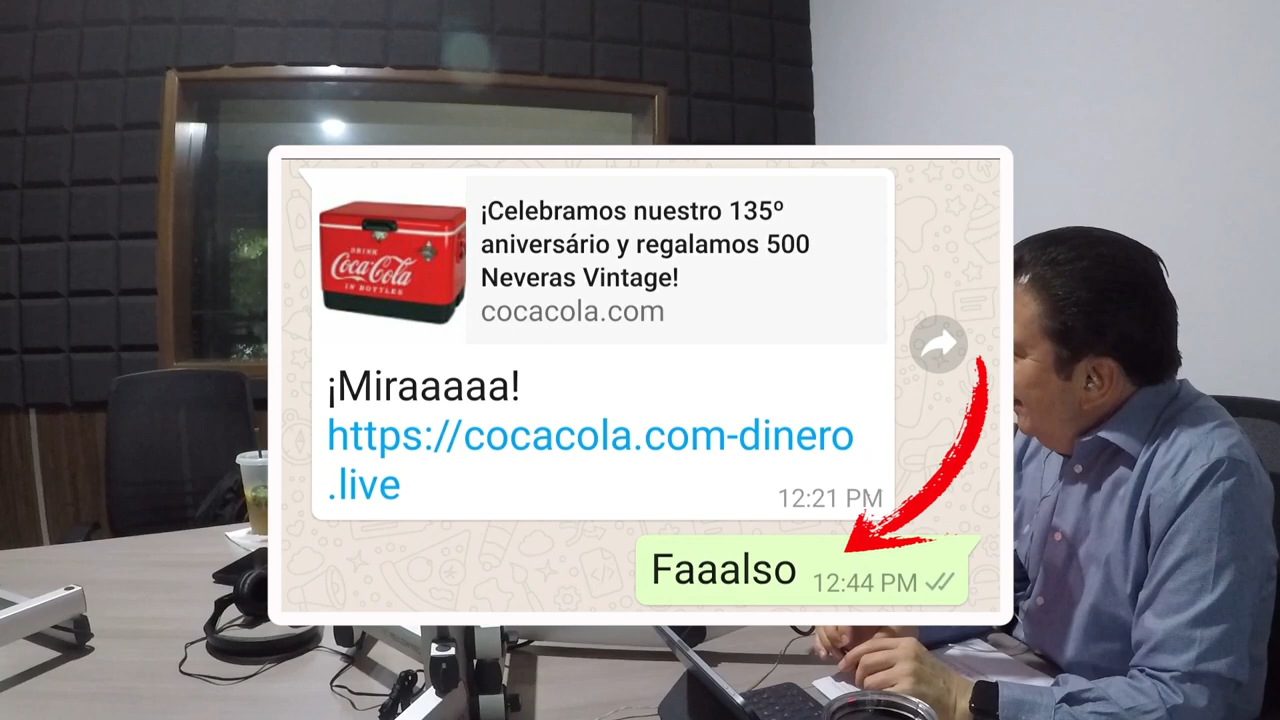 ¡Celebramos nuestro 135º
aniversário y regalamos 500
Neveras Vintage!
cocacola.com
DRINK
Coca-Cola
IN BOTTLES
¡Miraaaaa!
https://cocacola.com-dinero
.live
12:21 PM
Faaalso
12:44 PM